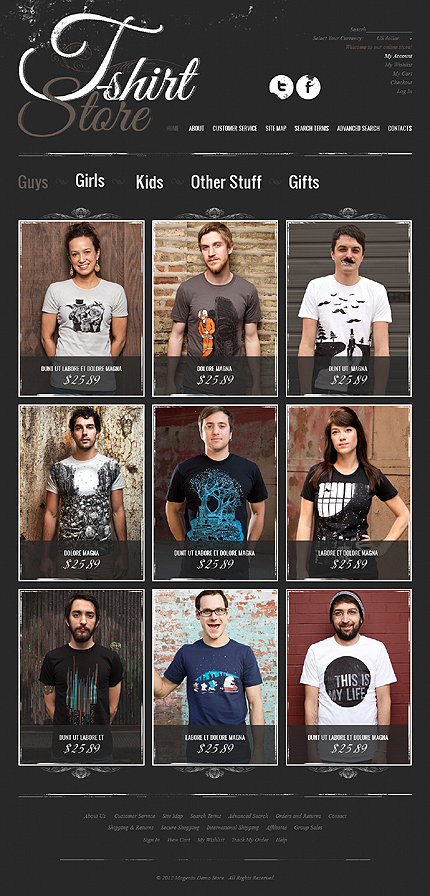 T-shirt
Store
Search
Select Your Currency: US dollar
Welcome to our online store!
My Account
My Wishlist
My Cart
Checkout
Log In
HOME ABOUT CUSTOMER SERVICE SITE MAP SEARCH TERMS ADVANCED SEARCH CONTACTS
Guys Girls Kids Other Stuff Gifts
DUNT UT LABORE ET DOLORE MAGNA
$25.89
DOLORE MAGNA
$25.89
DUNT UT MAGNA
$25.89
DOLORE MAGNA
$25.89
DUNT UT LABORE ET DOLORE MAGNA
$25.89
LABORE ET DOLORE MAGNA
$25.89
DUNT UT LABORE ET
$25.89
LABORE ET DOLORE MAGNA
$25.89
THIS IS
MY LIFE
DUNT UT LABORE ET DOLORE MAGNA
$25.89
About Us Customer Service Site Map Search Terms Advanced Search Orders and Returns Contact
Shipping & Returns Secure Shopping International Shipping Affiliates Group Sales
Sign In View Cart My Wishlist Track My Order Help
© 2012 Magento Demo Store. All Rights Reserved.